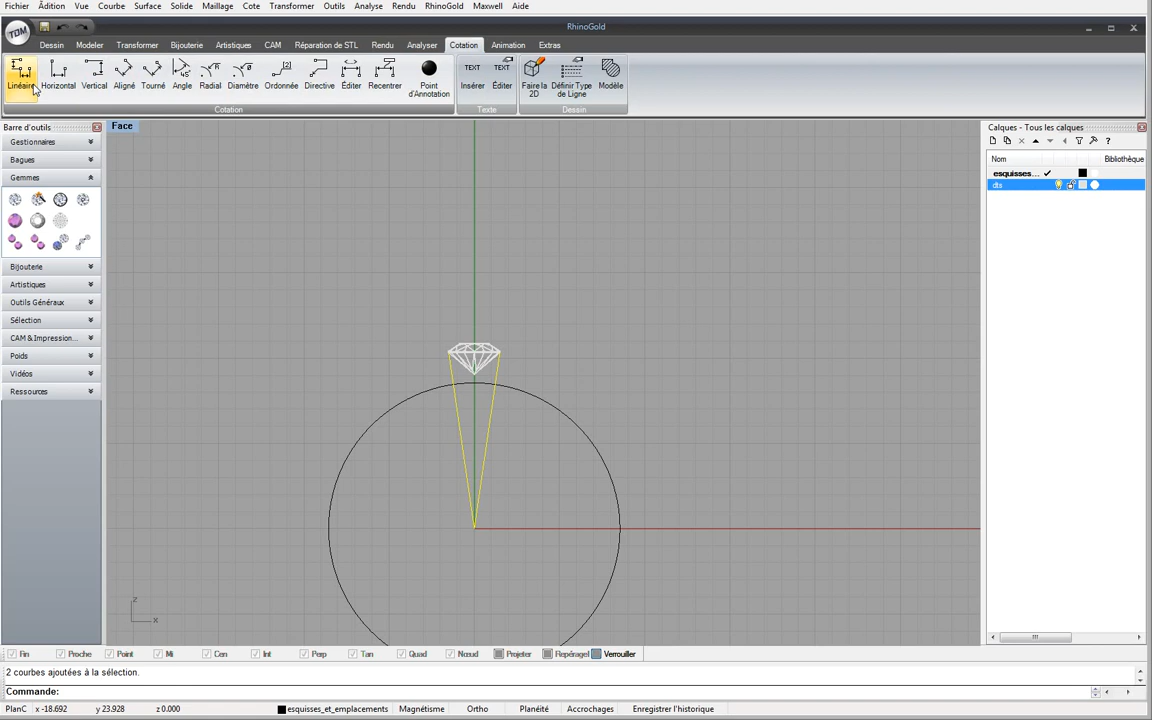 Fichier Ædition Vue Courbe Surface Solide Maillage Cote Transformer Outils Analyse Rendu RhinoGold Maxwell Aide
TDM RhinoGold
Dessin Modeler Transformer Bijouterie Artistiques CAM Réparation de STL Rendu Analyser Cotation Animation Extras
45° TEXT TEXT
Linéaire Horizontal Vertical Aligné Tourné Angle Radial Diamètre Ordonnée Directive Éditer Recentrer Point d'Annotation Insérer Éditer Faire la 2D Définir Type de Ligne Modèle
Cotation Texte Dessin
Barre d'outils
Gestionnaires
Bagues
Gemmes
Bijouterie
Artistiques
Outils Généraux
Sélection
CAM & Impression...
Poids
Vidéos
Ressources
Face
z
x
Calques - Tous les calques
Nom Bibliothèque
esquisses...
dts
Fin Proche Point Mi Cen Int Perp Tan Quad Nœud Projeter Repérage Verrouiller
2 courbes ajoutées à la sélection.
Commande:
PlanC x -18.692 y 23.928 z 0.000 esquisses_et_emplacements Magnétisme Ortho Planéité Accrochages Enregistrer l'historique